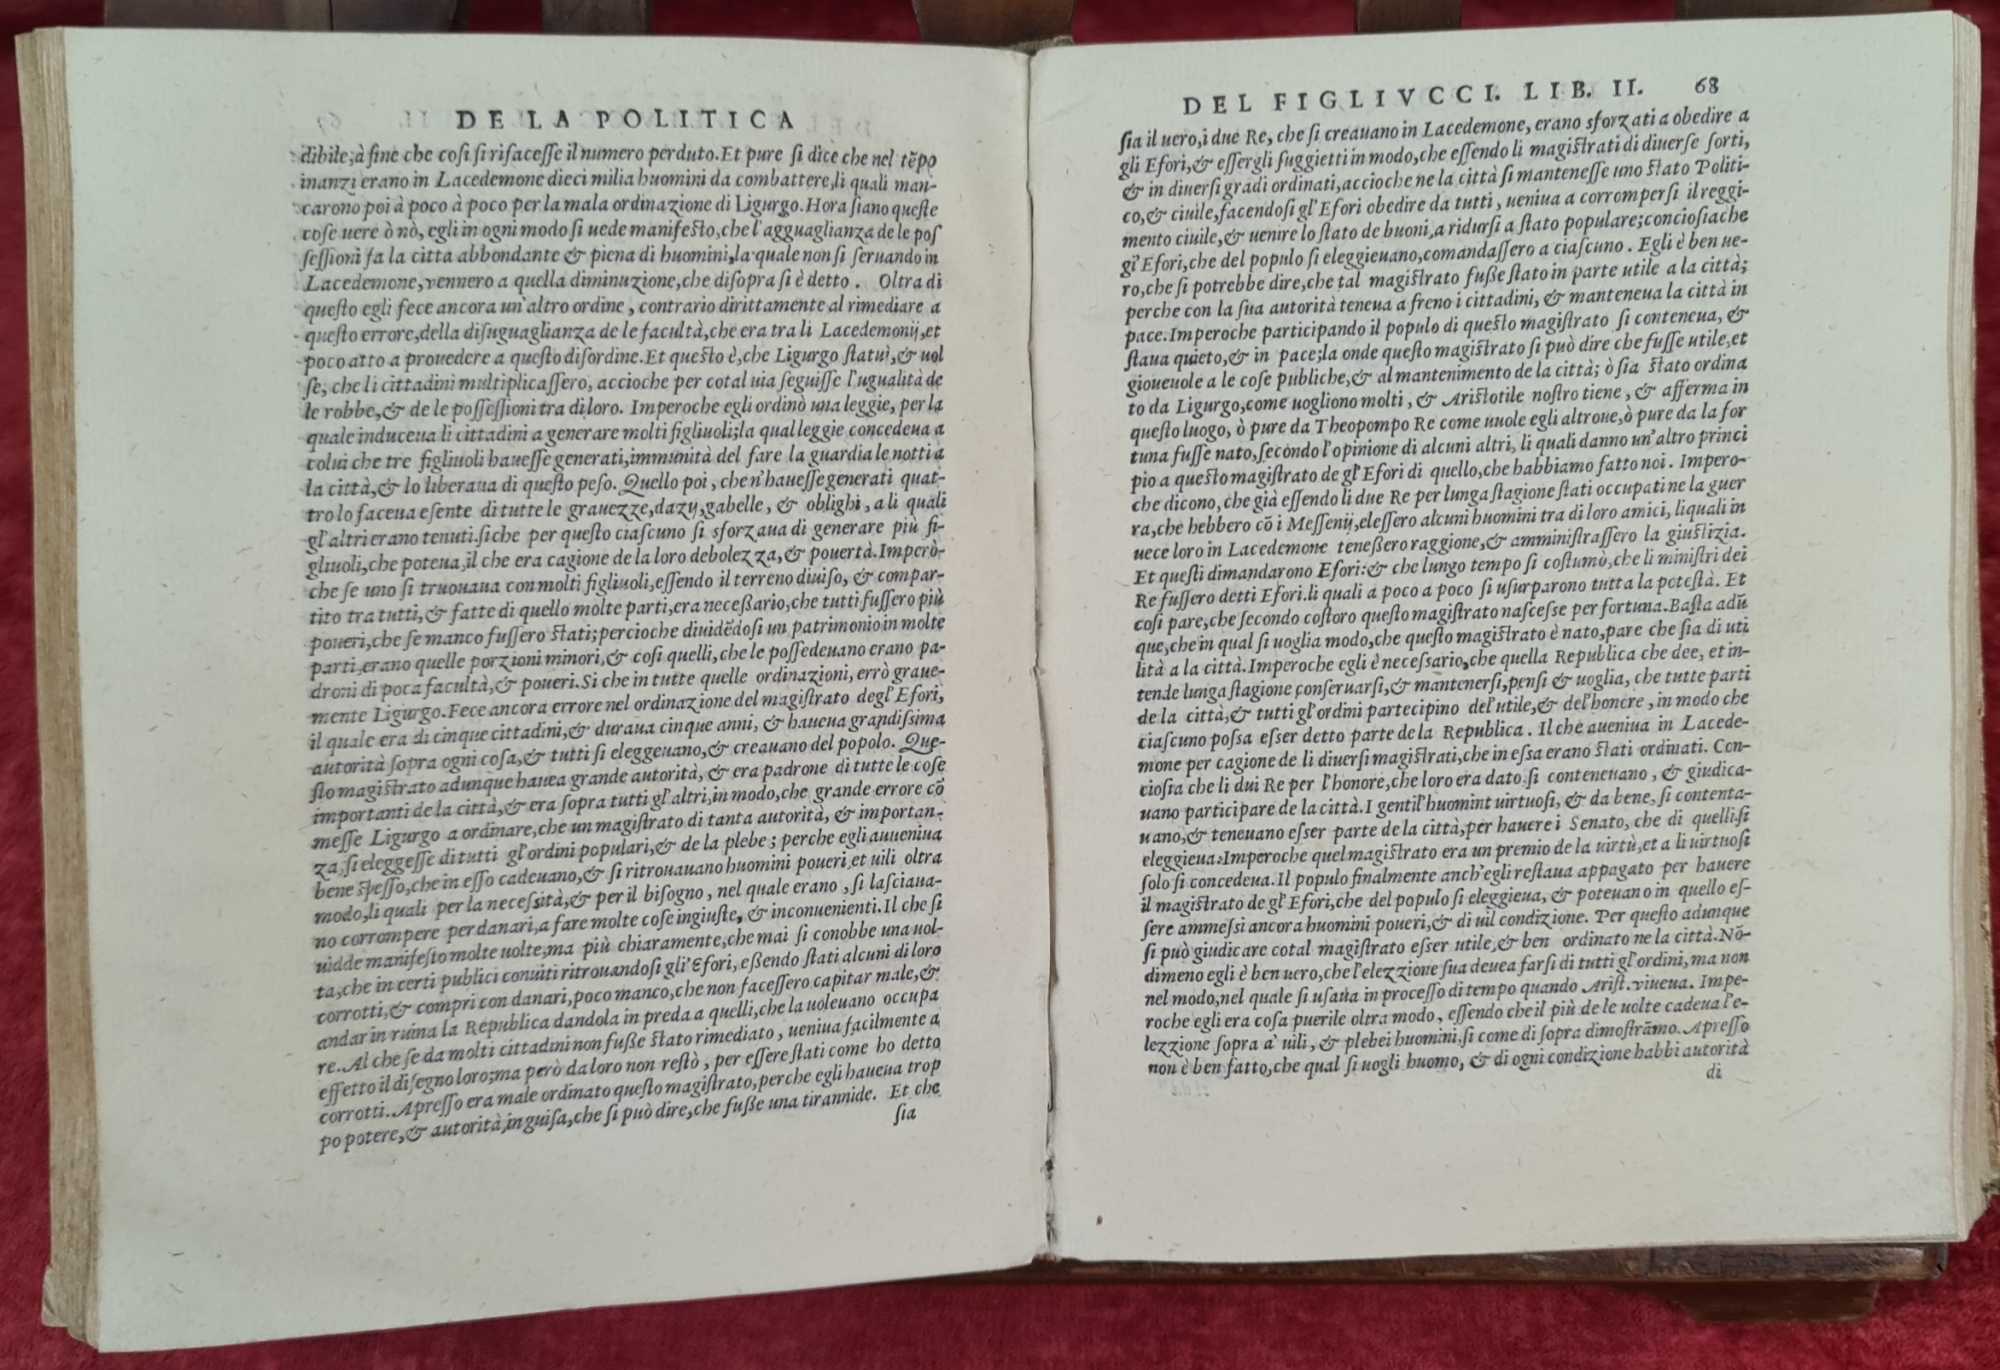 DE LA POLITICA
dibile, à fine che cosi si rifacesse il numero perduto. Et pure si dice che nel tẽpo
inanzi erano in Lacedemone dieci milia huomini da combattere, li quali man-
carono poi à poco à poco per la mala ordinazione di Ligurgo. Hora siano queste
cose uere ò nò, egli in ogni modo si uede manifesto, che l'agguaglianza de le pos
sessioni fa la citta abbondante & piena di huomini, la quale non si seruando in
Lacedemone, vennero a quella diminuzione, che disopra si è detto. Oltra di
questo egli fece ancora un'altro ordine, contrario dirittamente al rimediare a
questo errore, della disuguaglianza de le facultà, che era tra li Lacedemonij, et
poco atto a prouedere a questo disordine. Et questo è, che Ligurgo statuì, & uol
se, che li cittadini multiplicassero, accioche per cotal uia seguisse l'ugualità de
le robbe, & de le possessioni tra di loro. Imperoche egli ordinò una leggie, per la
quale induceua li cittadini a generare molti figliuoli; la qual leggie concedeua a
colui che tre figliuoli hauesse generati, immunità del fare la guardia le notti a
la città, & lo liberaua di questo peso. Quello poi, che n'hauesse generati quat-
tro lo faceua esente di tutte le grauezze, dazij, gabelle, & oblighi, a li quali
gl'altri erano tenuti. siche per questo ciascuno si sforzaua di generare più fi-
gliuoli, che poteua, il che era cagione de la loro debolezza, & pouertà. Imperò-
che se uno si truouaua con molti figliuoli, essendo il terreno diuiso, & compar-
tito tra tutti, & fatte di quello molte parti, era necessario, che tutti fussero più
poueri, che se manco fussero stati; percioche diuidẽdosi un patrimonio in molte
parti, erano quelle porzioni minori, & cosi quelli, che le possedeuano erano pa-
droni di poca facultà, & poueri. Si che in tutte quelle ordinazioni, errò graue-
mente Ligurgo. Fece ancora errore nel ordinazione del magistrato degl'Efori,
il quale era di cinque cittadini, & duraua cinque anni, & haueua grandissima
autorità sopra ogni cosa, & tutti si eleggeuano, & creauano del popolo. Que-
sto magistrato adunque hauea grande autorità, & era padrone di tutte le cose
importanti de la città, & era sopra tutti gl'altri, in modo, che grande errore cõ
messe Ligurgo a ordinare, che un magistrato di tanta autorità, & importan-
za, si eleggesse di tutti gl'ordini populari, & de la plebe; perche egli auueniua
bene spesso, che in esso cadeuano, & si ritrouauano huomini poueri, et uili oltra
modo, li quali per la necessità, & per il bisogno, nel quale erano, si lasciaua-
no corrompere per danari, a fare molte cose ingiuste, & inconuenienti. Il che si
uidde manifesto molte uolte; ma più chiaramente, che mai si conobbe una uol-
ta, che in certi publici conuiti ritrouandosi gli'Efori, essendo stati alcuni di loro
corrotti, & compri con danari, poco manco, che non facessero capitar male, &
andar in ruina la Republica dandola in preda a quelli, che la uoleuano occupa
re. Al che se da molti cittadini non fusse stato rimediato, ueniua facilmente a
effetto il disegno loro; ma però da loro non restò, per essere stati come ho detto
corrotti. Apresso era male ordinato questo magistrato, perche egli haueua trop
po potere, & autorità, in guisa, che si può dire, che fusse una tirannide. Et che
sia
DEL FIGLIVCCI. LIB. II. 68
sia il uero, i due Re, che si creauano in Lacedemone, erano sforzati a obedire a
gli Efori, & essergli suggietti in modo, che essendo li magistrati di diuerse sorti,
& in diuersi gradi ordinati, accioche ne la città si mantenesse uno stato Politi-
co, & ciuile, facendosi gl'Efori obedire da tutti, ueniua a corrompersi il reggi-
mento ciuile, & uenire lo stato de buoni, a ridursi a stato populare; conciosiache
gl'Efori, che del populo si eleggieuano, comandassero a ciascuno. Egli è ben ue-
ro, che si potrebbe dire, che tal magistrato fusse stato in parte utile a la città;
perche con la sua autorità teneua a freno i cittadini, & manteneua la città in
pace. Imperoche participando il populo di questo magistrato si conteneua, &
staua quieto, & in pace; la onde questo magistrato si può dire che fusse utile, et
gioueuole a le cose publiche, & al mantenimento de la città; ò sia stato ordina
to da Ligurgo, come uogliono molti, & Aristotile nostro tiene, & afferma in
questo luogo, ò pure da Theopompo Re come uuole egli altroue, ò pure da la for
tuna fusse nato, secondo l'opinione di alcuni altri, li quali danno un'altro princi
pio a questo magistrato de gl'Efori di quello, che habbiamo fatto noi. Impero-
che dicono, che già essendo li due Re per lunga stagione stati occupati ne la guer
ra, che hebbero cõ i Messenij, elessero alcuni huomini tra di loro amici, li quali in
uece loro in Lacedemone tenessero raggione, & amministrassero la giustizia.
Et questi dimandarono Efori: & che lungo tempo si costumò, che li ministri dei
Re fussero detti Efori. li quali a poco a poco si usurparono tutta la potestà. Et
cosi pare, che secondo costoro questo magistrato nascesse per fortuna. Basta adũ
que, che in qual si uoglia modo, che questo magistrato è nato, pare che sia di uti
lità a la città. Imperoche egli è necessario, che quella Republica che dee, et in-
tende lunga stagione conseruarsi, & mantenersi, pensi & uoglia, che tutte parti
de la città, & tutti gl'ordini partecipino del'utile, & del'honore, in modo che
ciascuno possa esser detto parte de la Republica. Il che aueniua in Lacede-
mone per cagione de li diuersi magistrati, che in essa erano stati ordinati. Con-
ciosia che li dui Re per l'honore, che loro era dato si conteneuano, & giudica-
uano participare de la città. I gentil'huomini uirtuosi, & da bene, si contenta-
uano, & teneuano esser parte de la città, per hauere i Senato, che di quelli si
eleggieua: Imperoche quel magistrato era un premio de la uirtù, et a li uirtuosi
solo si concedeua. Il populo finalmente anch'egli restaua appagato per hauere
il magistrato de gl'Efori, che del populo si eleggieua, & poteuano in quello es-
sere ammessi ancora huomini poueri, & di uil condizione. Per questo adunque
si può giudicare cotal magistrato esser utile, & ben ordinato ne la città. Nõ-
dimeno egli è ben uero, che l'elezzione sua deuea farsi di tutti gl'ordini, ma non
nel modo, nel quale si usaua in processo di tempo quando Arist. viueua. Impe-
roche egli era cosa puerile oltra modo, essendo che il più de le uolte cadeua l'e-
lezzione sopra a' uili, & plebei huomini, si come di sopra dimostrãmo. Apresso
non è ben fatto, che qual si uogli huomo, & di ogni condizione habbi autorità
di